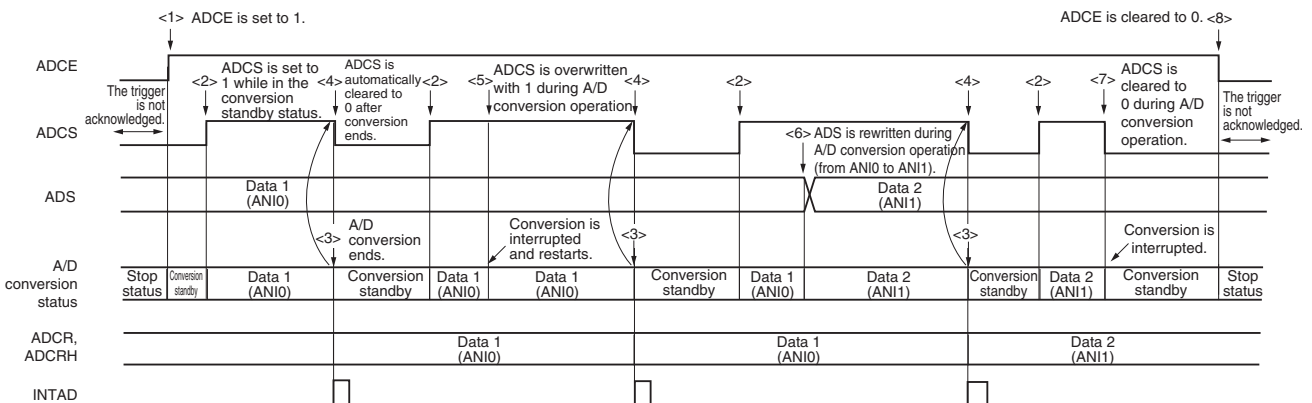 <1> ADCE is set to 1.
ADCE is cleared to 0. <8>
ADCE
The trigger
is not
acknowledged.
<2>
ADCS is set to
1 while in the
conversion
standby status.
<4>
ADCS is
automatically
cleared to
0 after
conversion
ends.
<2>
<5>
ADCS is overwritten
with 1 during A/D
conversion operation
<4>
<2>
<4>
<2>
<7>
ADCS is
cleared to
0 during A/D
conversion
operation.
The trigger
is not
acknowledged.
ADCS
<6> ADS is rewritten during
A/D conversion operation
(from ANI0 to ANI1).
ADS
Data 1
(ANI0)
Data 2
(ANI1)
<3>
A/D
conversion
ends.
Conversion is
interrupted
and restarts.
<3>
<3>
Conversion is
interrupted.
A/D
conversion
status
Stop
status
Conversion
standby
Data 1
(ANI0)
Conversion
standby
Data 1
(ANI0)
Data 1
(ANI0)
Conversion
standby
Data 1
(ANI0)
Data 2
(ANI1)
Conversion
standby
Data 2
(ANI1)
Conversion
standby
Stop
status
ADCR,
ADCRH
Data 1
(ANI0)
Data 1
(ANI0)
Data 2
(ANI1)
INTAD